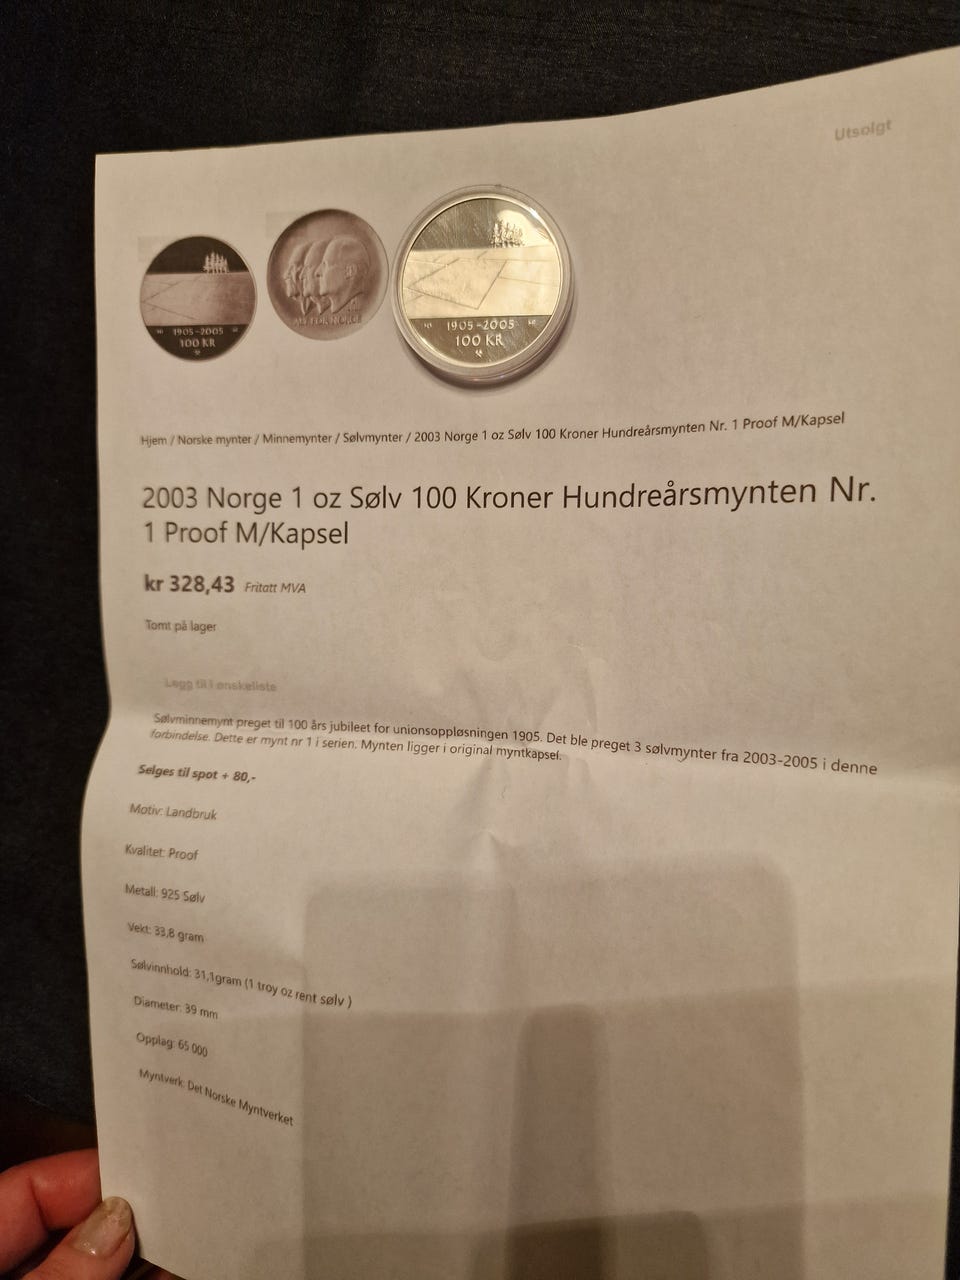 Utsolgt
1905-2005
100 KR
ALT FOR NORGE
1905-2005
100 KR
Hjem / Norske mynter / Minnemynter / Sølvmynter / 2003 Norge 1 oz Sølv 100 Kroner Hundreårsmynten Nr. 1 Proof M/Kapsel
2003 Norge 1 oz Sølv 100 Kroner Hundreårsmynten Nr.
1 Proof M/Kapsel
kr 328,43 Fritatt MVA
Tomt på lager
Legg til i ønskeliste
Sølvminnemynt preget til 100 års jubileet for unionsoppløsningen 1905. Det ble preget 3 sølvmynter fra 2003-2005 i denne
forbindelse. Dette er mynt nr 1 i serien. Mynten ligger i original myntkapsel.
Selges til spot + 80,-
Motiv: Landbruk
Kvalitet: Proof
Metall: 925 Sølv
Vekt: 33,8 gram
Sølvinnhold: 31,1gram (1 troy oz rent sølv )
Diameter: 39 mm
Opplag: 65 000
Myntverk: Det Norske Myntverket